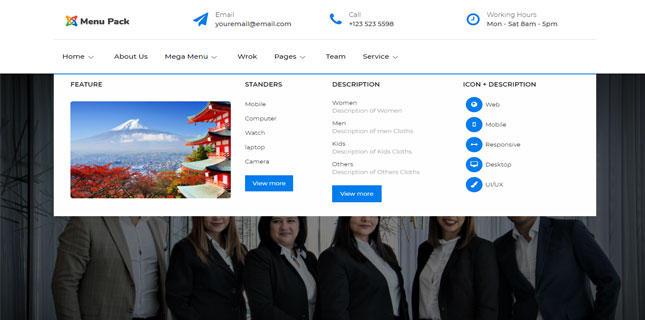 Menu Pack
Email
youremail@email.com
Call
+123 523 5598
Working Hours
Mon - Sat 8am - 5pm
Home
About Us
Mega Menu
Wrok
Pages
Team
Service
FEATURE
STANDERS
Mobile
Computer
Watch
laptop
Camera
View more
DESCRIPTION
Women
Description of Women
Men
Description of men Cloths
Kids
Description of Kids Cloths
Others
Description of Others Cloths
View more
ICON + DESCRIPTION
Web
Mobile
Responsive
Desktop
UI/UX